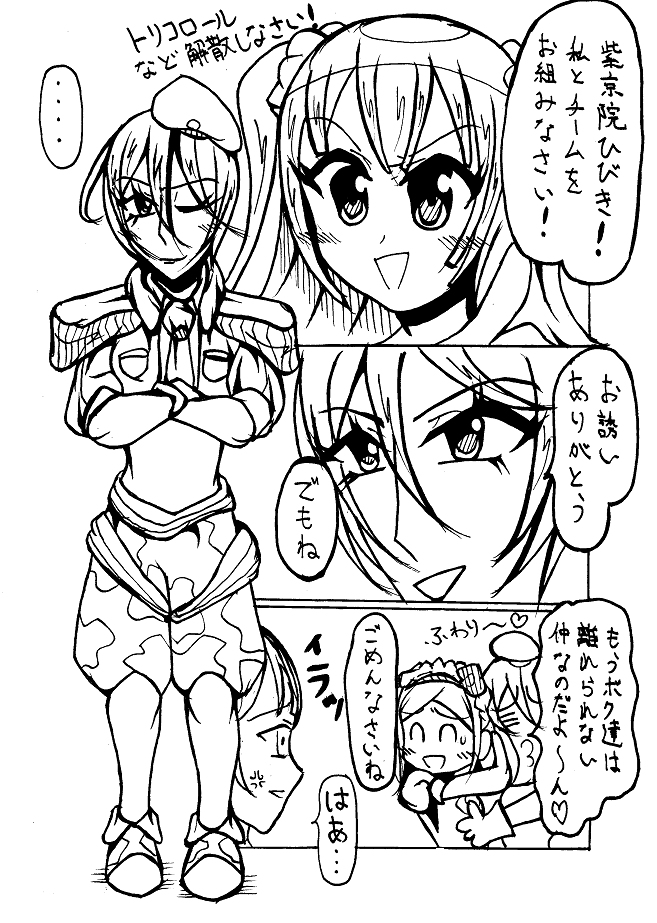 紫京院ひびき!
私とチームを
お組みなさい!
トリコロール
など解散しなさい!
・・・・
お誘い
ありがとう
でもね
もうボク達は
離れられない
仲なのだよ〜ん♡
ふわり〜♡
ごめんなさいね
イラッ
はあ…